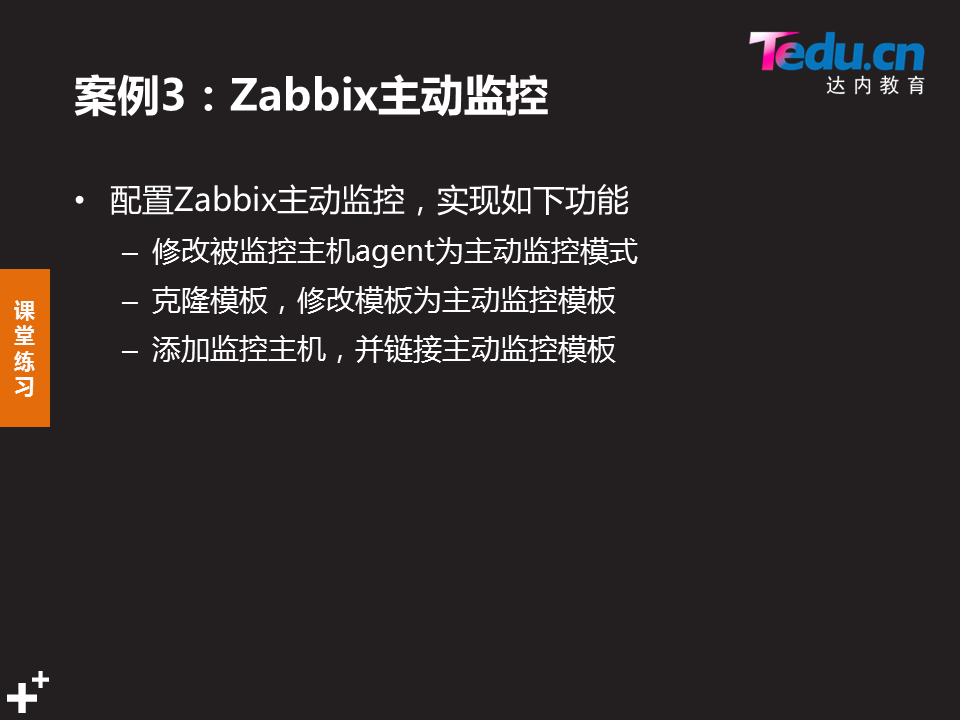 Tedu.cn
达内教育
案例3：Zabbix主动监控
• 配置Zabbix主动监控，实现如下功能
– 修改被监控主机agent为主动监控模式
– 克隆模板，修改模板为主动监控模板
– 添加监控主机，并链接主动监控模板
课堂练习